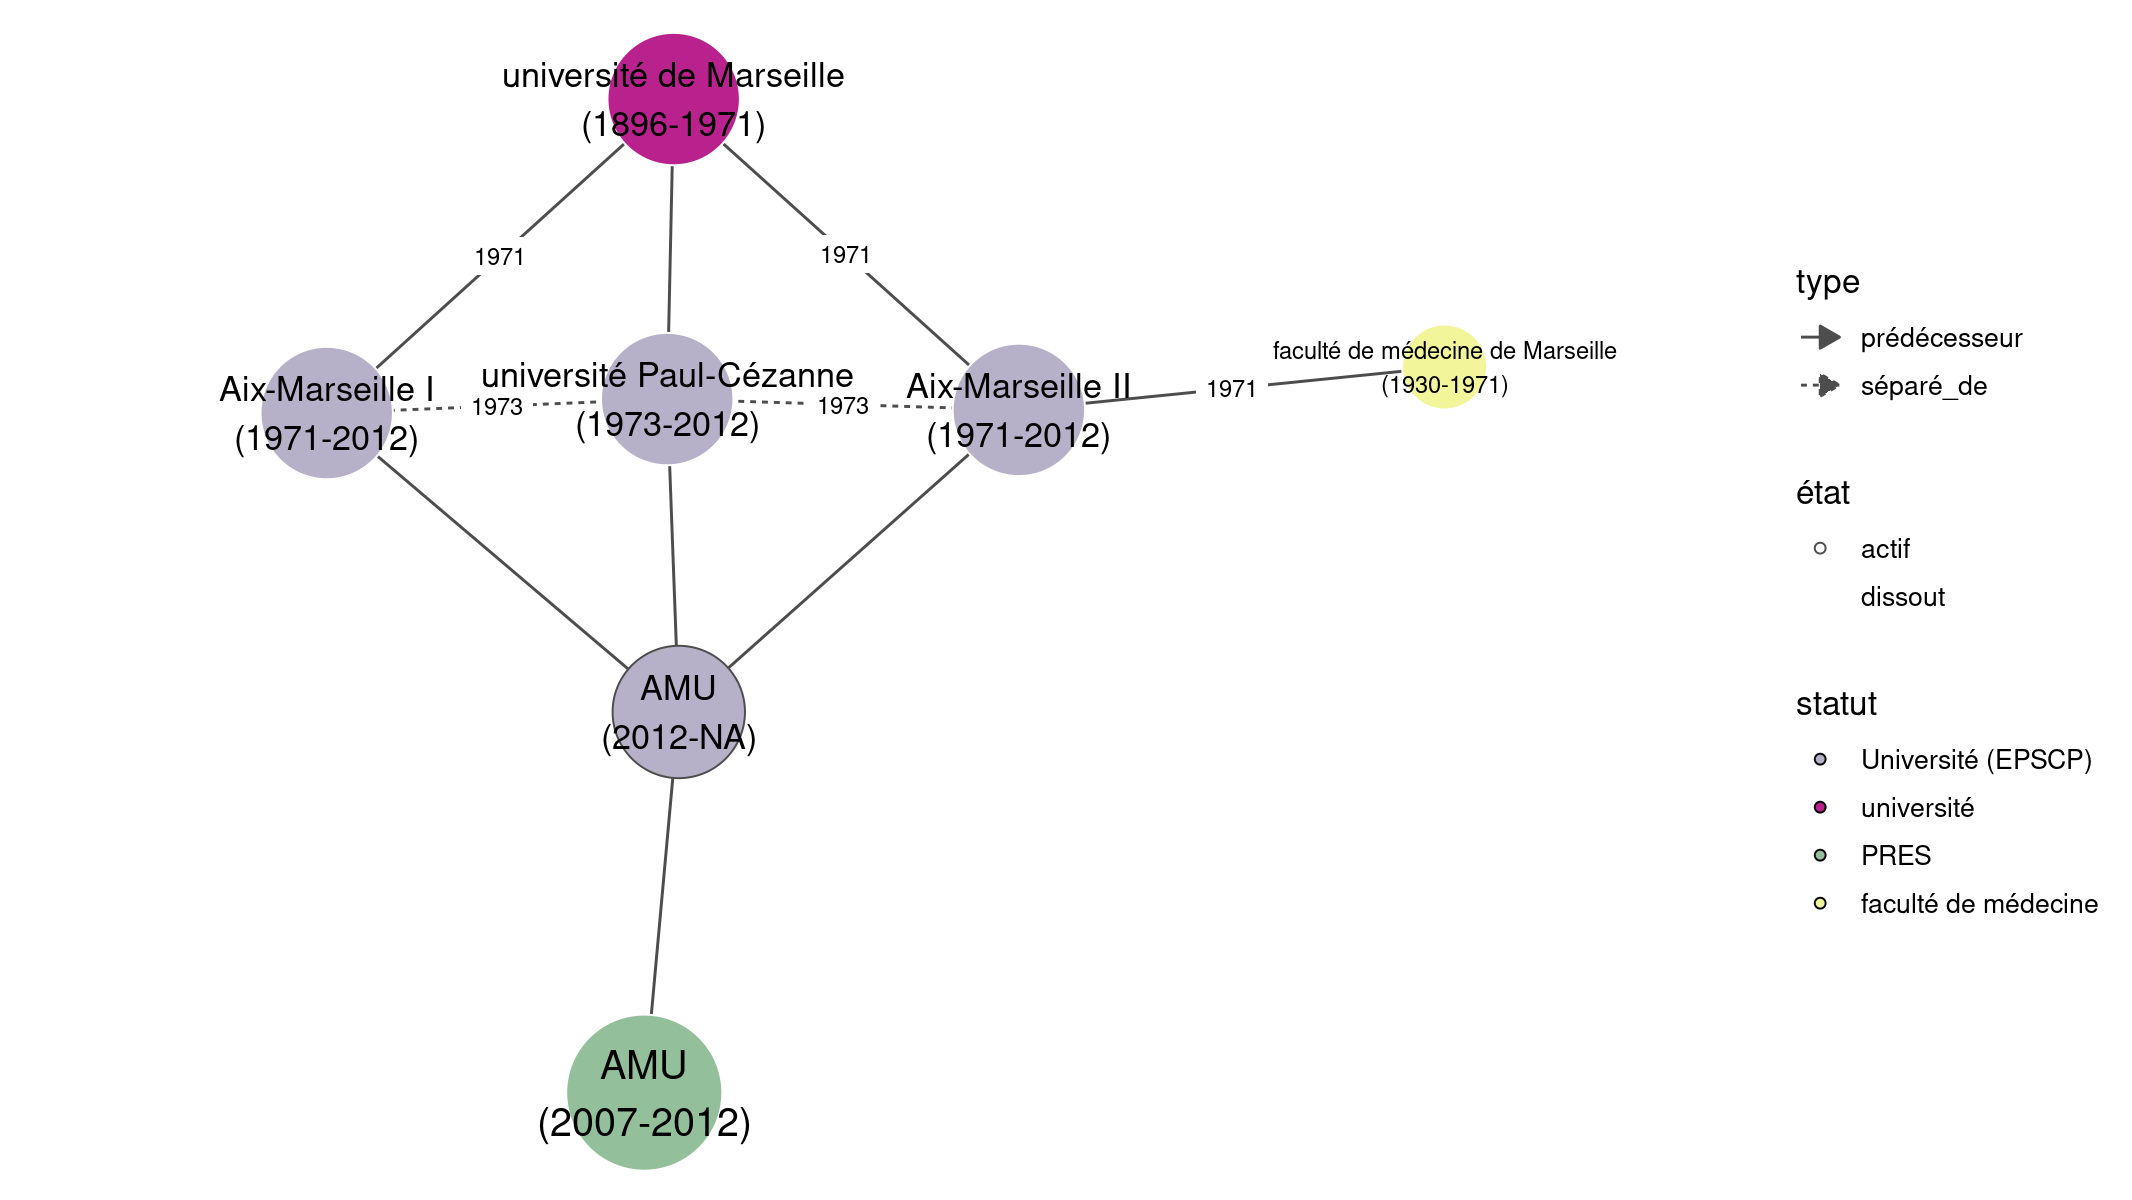 université de Marseille
(1896-1971)
1971
1971
Aix-Marseille I
(1971-2012)
1973
université Paul-Cézanne
(1973-2012)
1973
Aix-Marseille II
(1971-2012)
1971
faculté de médecine de Marseille
(1930-1971)
AMU
(2012-NA)
AMU
(2007-2012)
type
prédécesseur
séparé_de
état
actif
dissout
statut
Université (EPSCP)
université
PRES
faculté de médecine